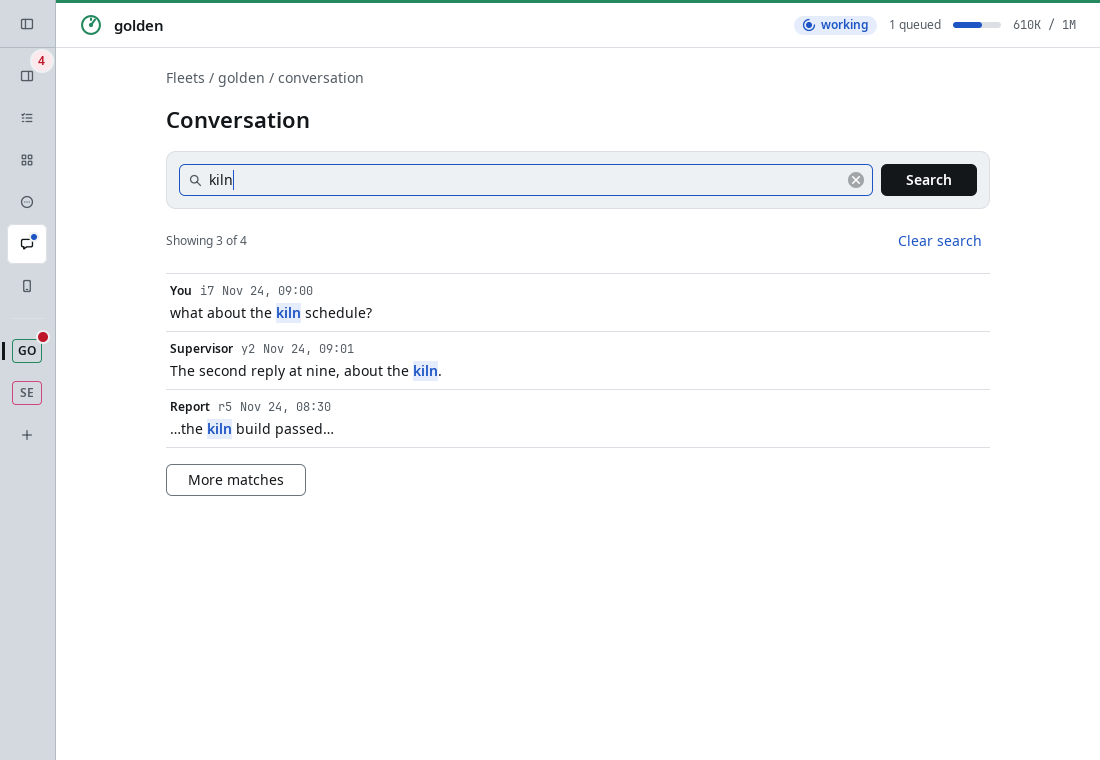 golden
working
1 queued
610K / 1M
4
Fleets / golden / conversation
Conversation
kiln
Search
Showing 3 of 4
Clear search
You i7 Nov 24, 09:00
what about the kiln schedule?
Supervisor y2 Nov 24, 09:01
The second reply at nine, about the kiln.
Report r5 Nov 24, 08:30
…the kiln build passed…
More matches
GO
SE